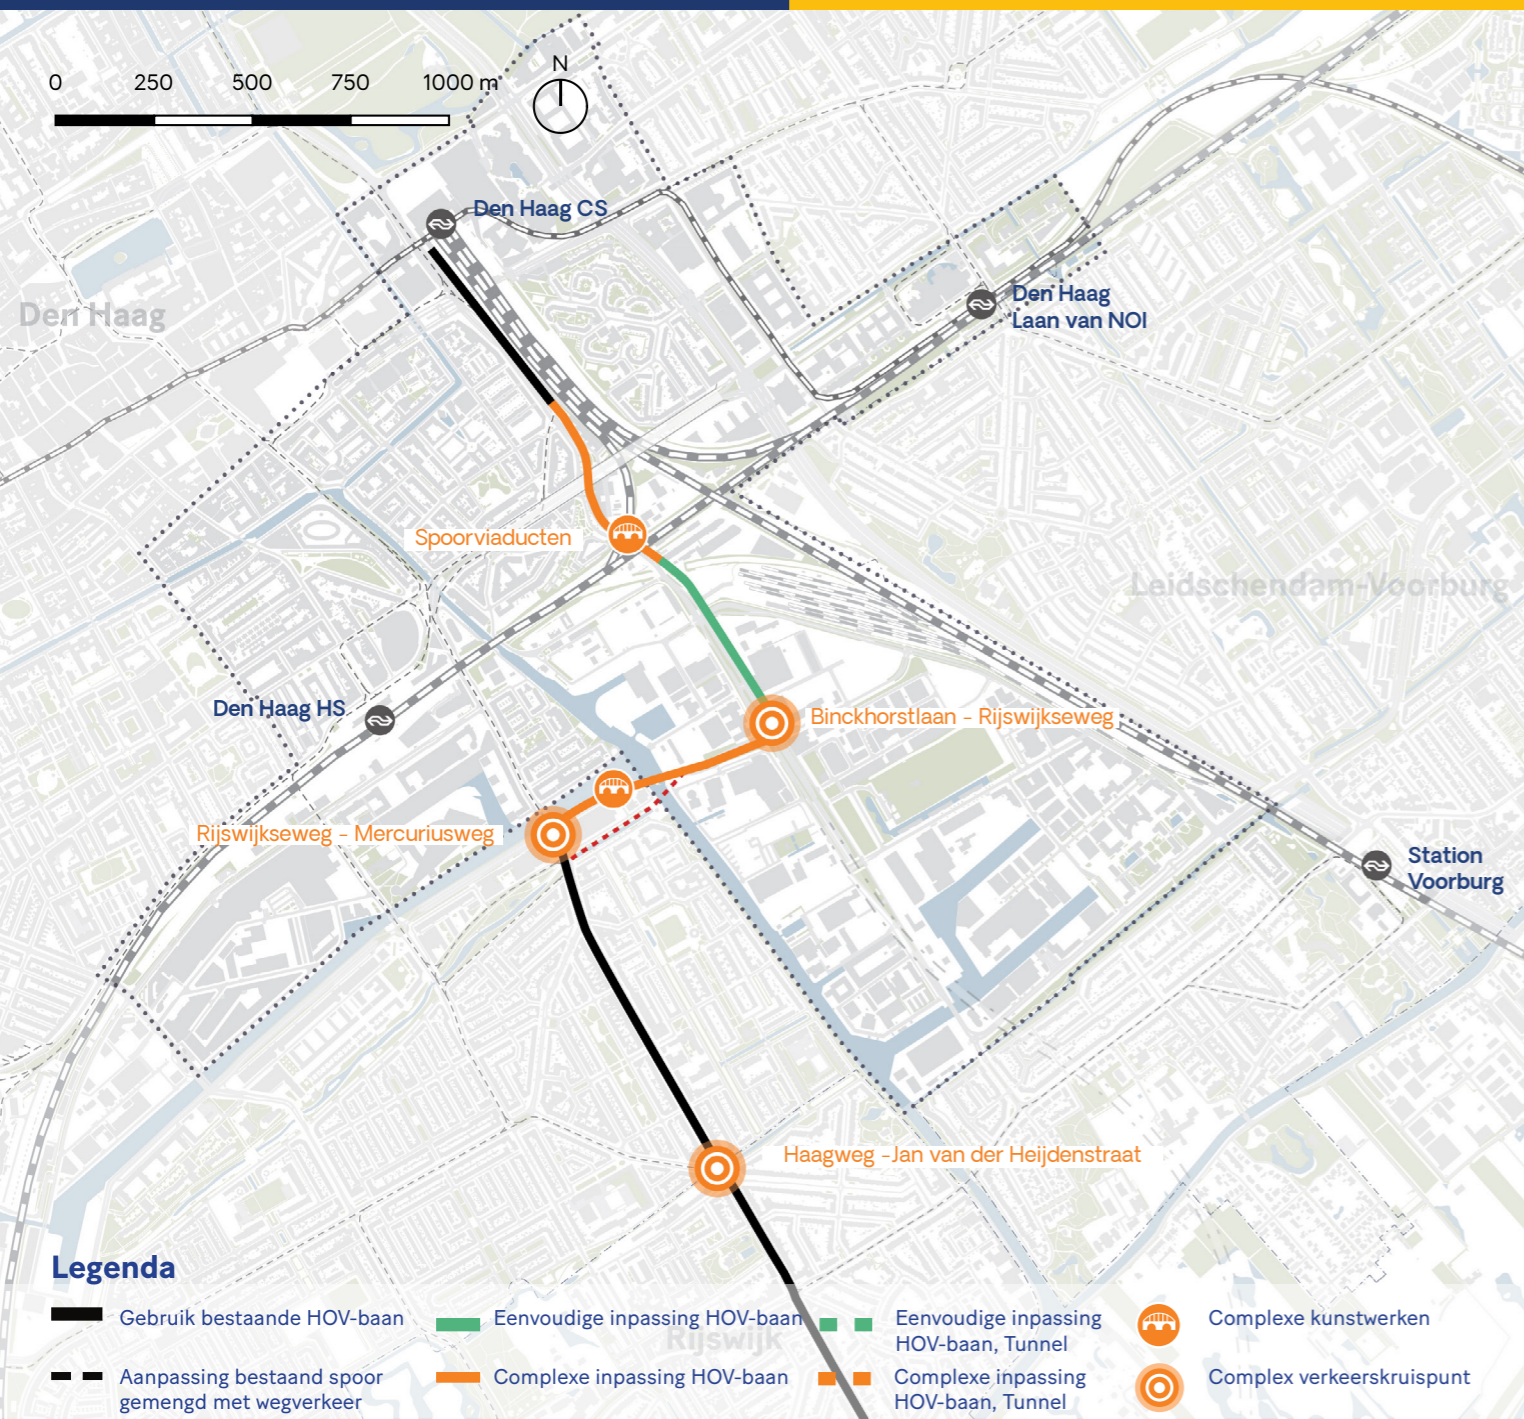 0 250 500 750 1000 m
N
Den Haag CS
Den Haag
Den Haag
Laan van NOI
Spoorviaducten
Leidschendam-Voorburg
Den Haag HS
Binckhorstlaan - Rijswijkseweg
Rijswijkseweg - Mercuriusweg
Station
Voorburg
Haagweg -Jan van der Heijdenstraat
Rijswijk
Legenda
Gebruik bestaande HOV-baan
Aanpassing bestaand spoor
gemengd met wegverkeer
Eenvoudige inpassing HOV-baan
Complexe inpassing HOV-baan
Eenvoudige inpassing
HOV-baan, Tunnel
Complexe inpassing
HOV-baan, Tunnel
Complexe kunstwerken
Complex verkeerskruispunt